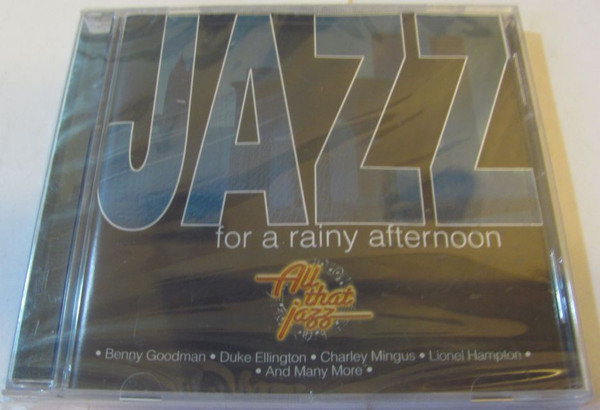 JAZZ
for a rainy afternoon
All
that
jazz
• Benny Goodman • Duke Ellington • Charley Mingus • Lionel Hampton •
• And Many More •